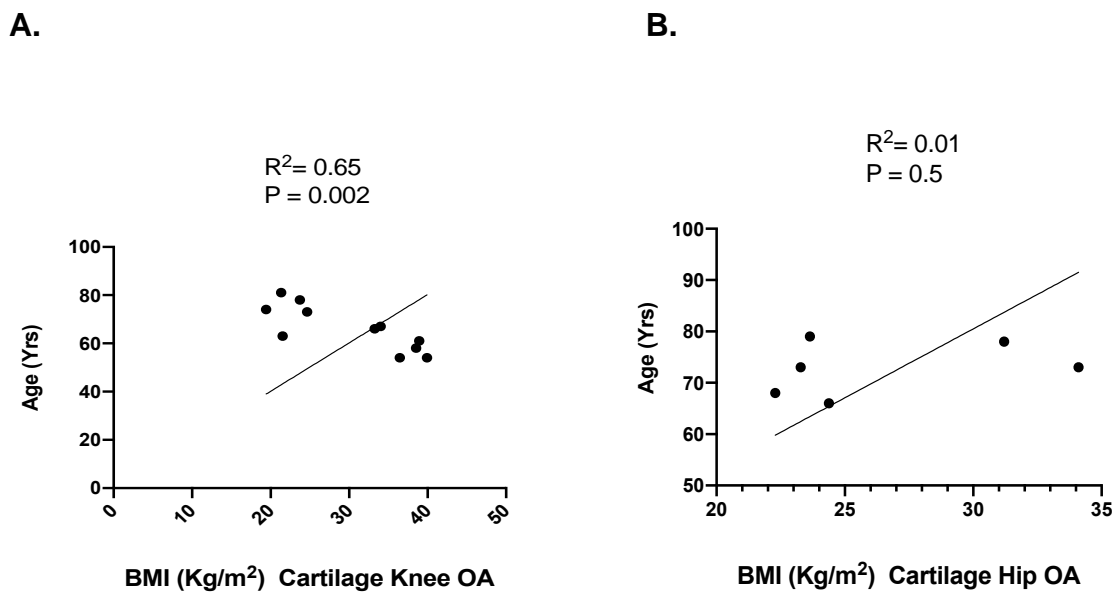 A.
R²= 0.65
P = 0.002
100
80
60
40
20
0
Age (Yrs)
0
10
20
30
40
50
BMI (Kg/m²) Cartilage Knee OA
B.
R²= 0.01
P = 0.5
100
90
80
70
60
50
Age (Yrs)
20
25
30
35
BMI (Kg/m²) Cartilage Hip OA